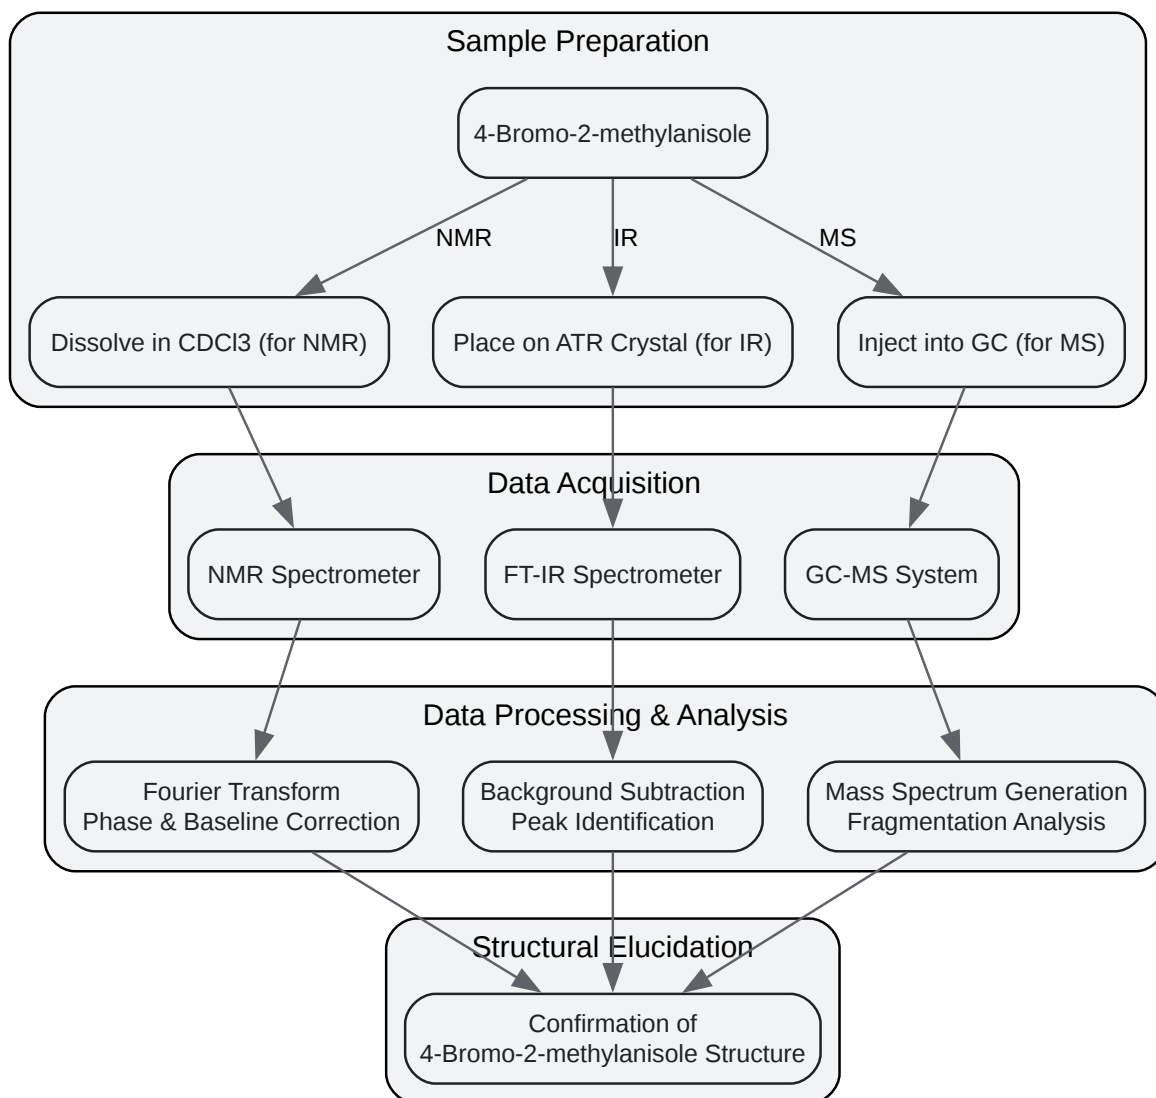 Sample Preparation
4-Bromo-2-methylanisole
NMR
IR
MS
Dissolve in CDCl3 (for NMR)
Place on ATR Crystal (for IR)
Inject into GC (for MS)
Data Acquisition
NMR Spectrometer
FT-IR Spectrometer
GC-MS System
Data Processing & Analysis
Fourier Transform
Phase & Baseline Correction
Background Subtraction
Peak Identification
Mass Spectrum Generation
Fragmentation Analysis
Structural Elucidation
Confirmation of
4-Bromo-2-methylanisole Structure